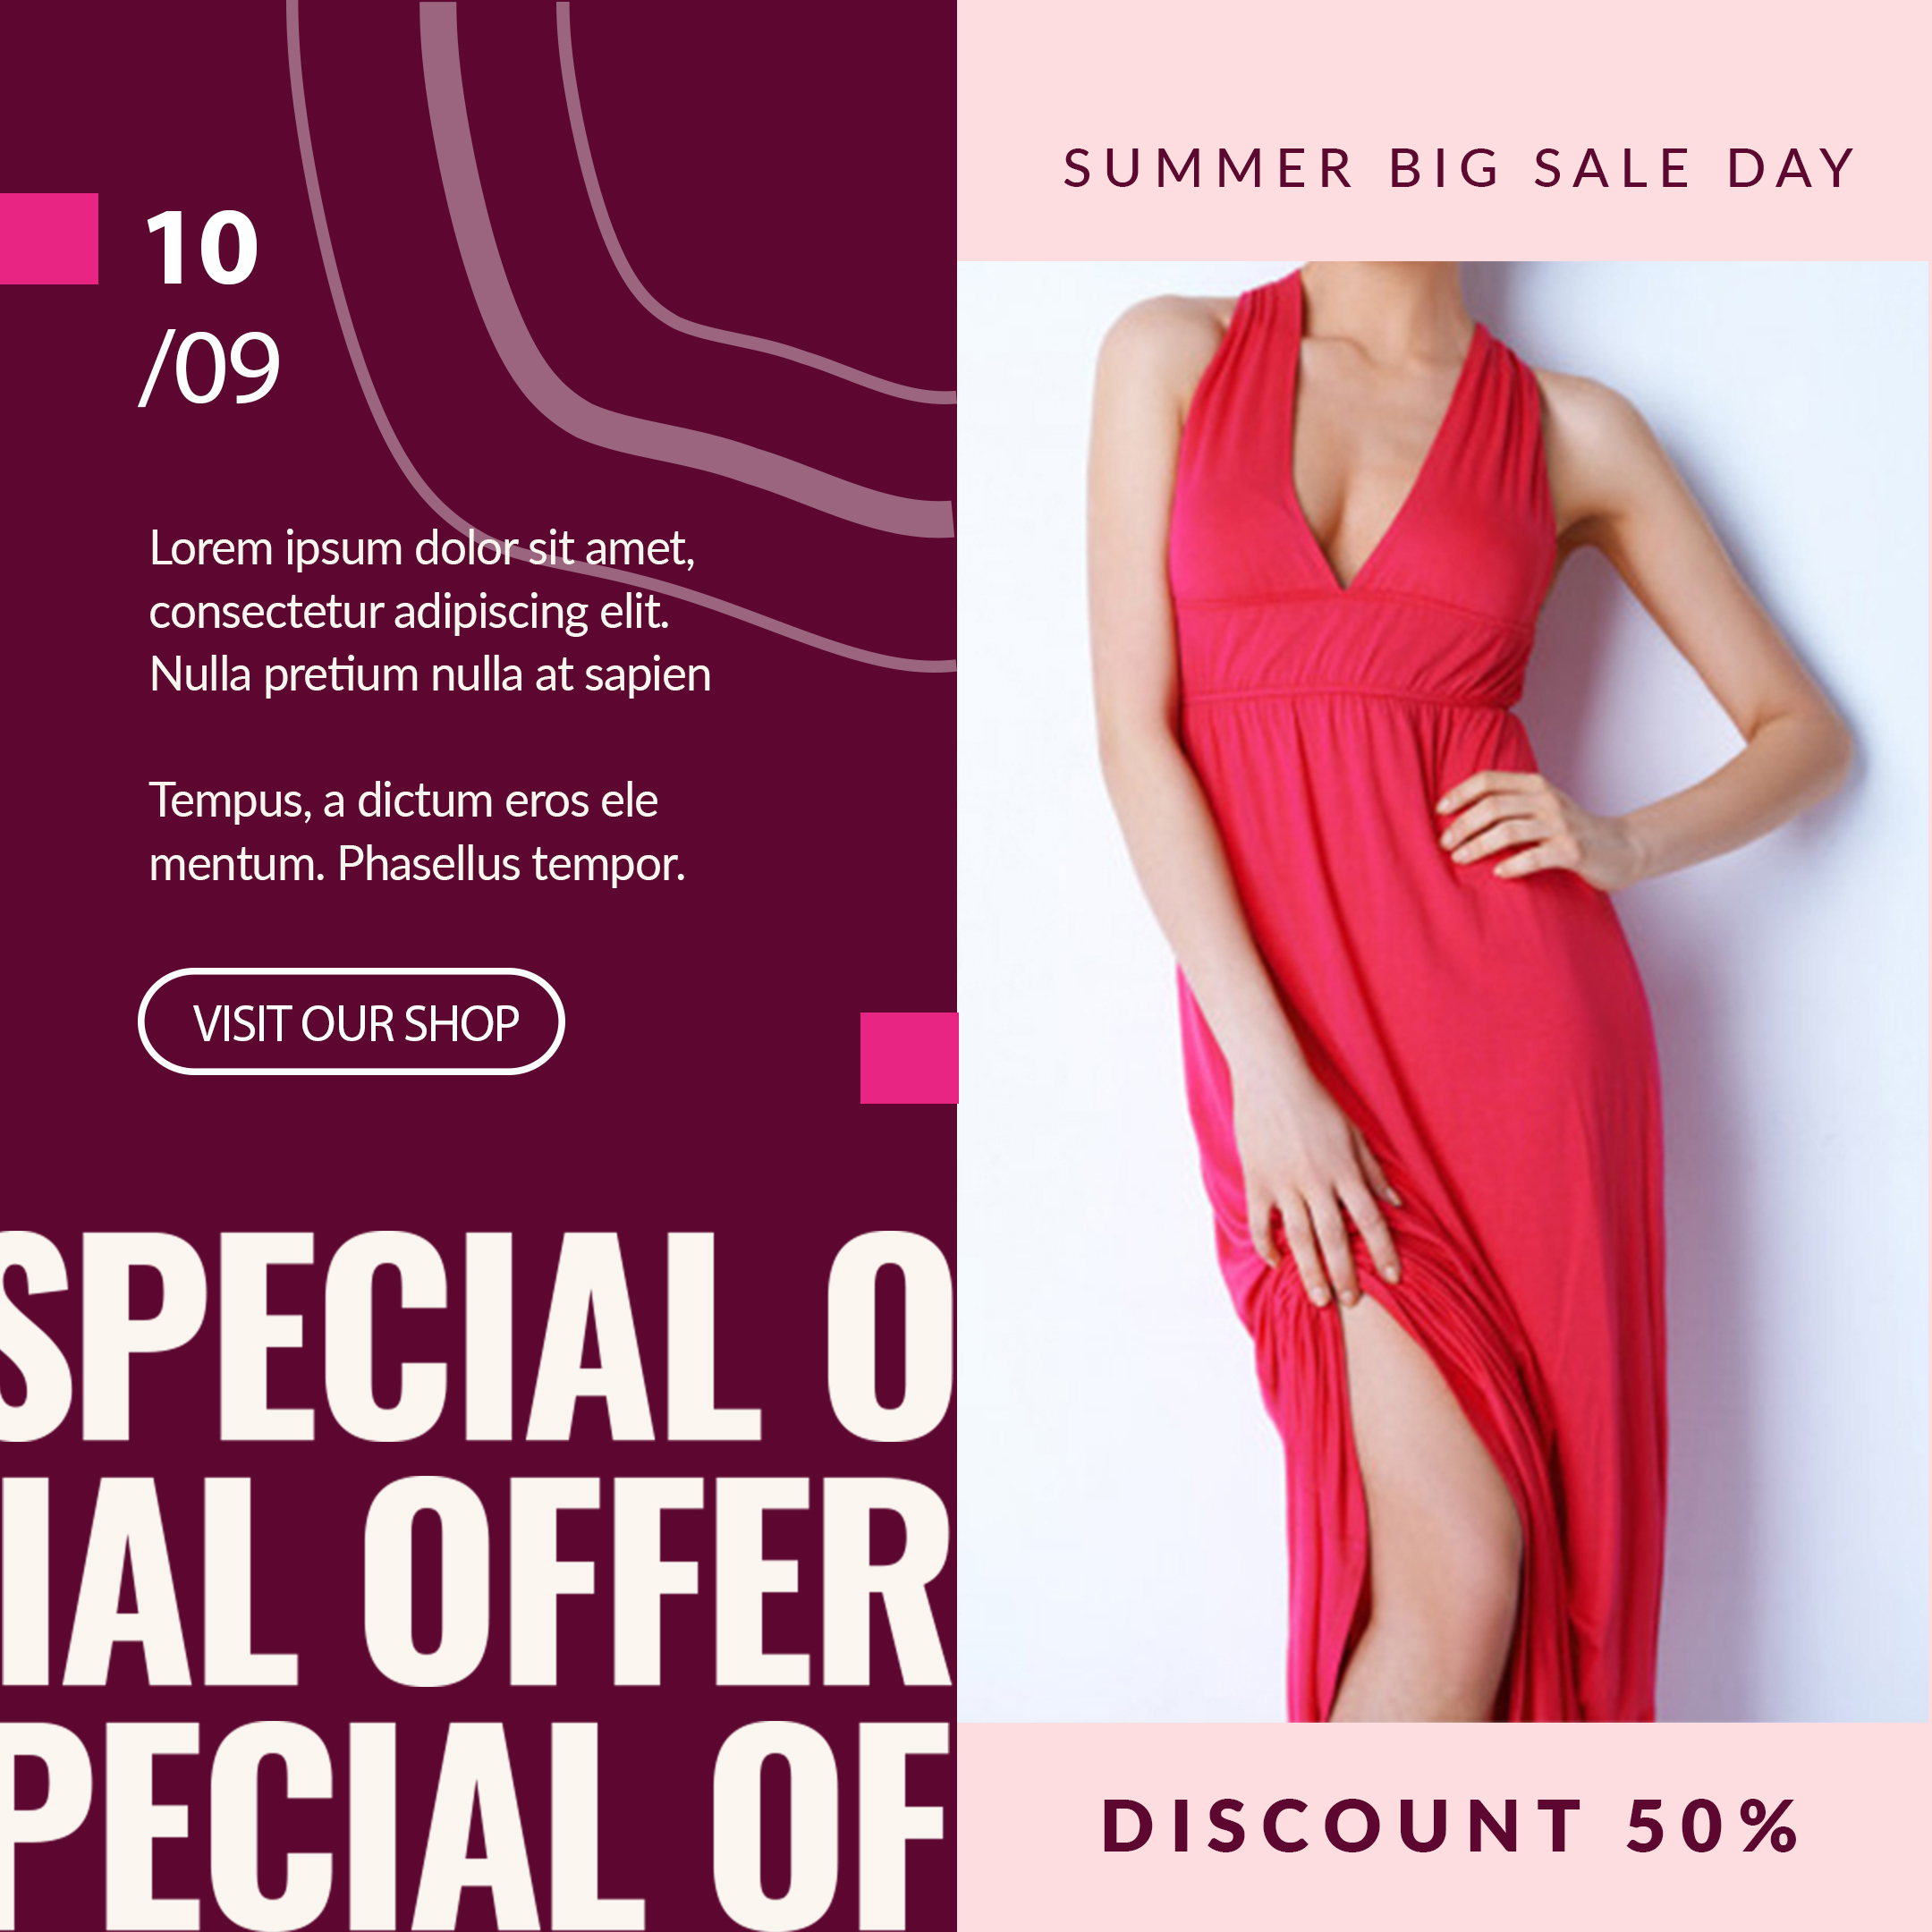 10
/09
Lorem ipsum dolor sit amet,
consectetur adipiscing elit.
Nulla pretium nulla at sapien
Tempus, a dictum eros ele
mentum. Phasellus tempor.
VISIT OUR SHOP
SPECIAL O
IAL OFFER
PECIAL OF
SUMMER BIG SALE DAY
DISCOUNT 50%